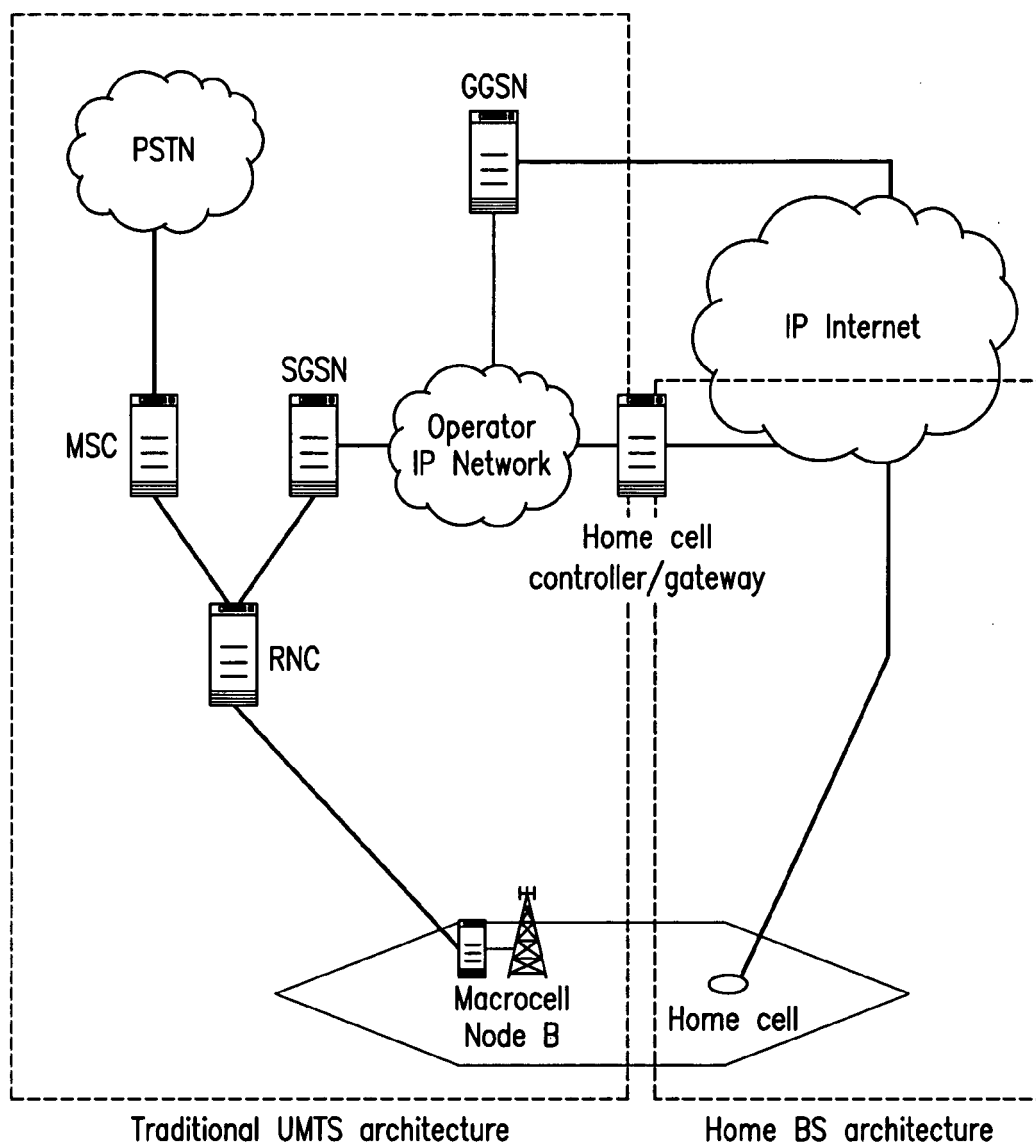 GGSN
PSTN
IP Internet
SGSN
MSC
Operator
IP Network
Home cell
controller/gateway
RNC
Macrocell
Node B
Home cell
Traditional UMTS architecture
Home BS architecture